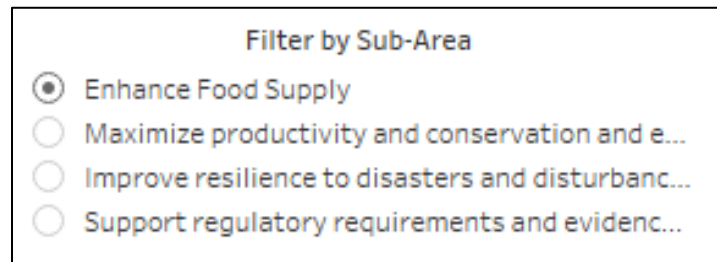 Filter by Sub-Area
Enhance Food Supply
Maximize productivity and conservation and e...
Improve resilience to disasters and disturbanc...
Support regulatory requirements and evidenc...